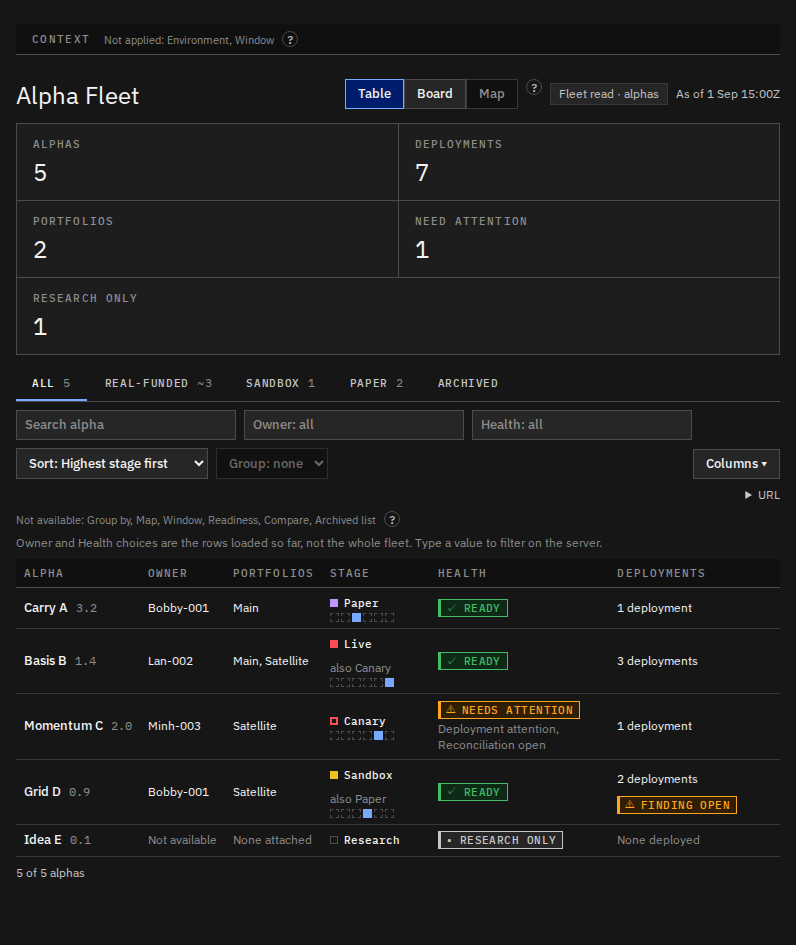 CONTEXT Not applied: Environment, Window ?
Alpha Fleet Table Board Map ? Fleet read · alphas As of 1 Sep 15:00Z
ALPHAS DEPLOYMENTS
5 7
PORTFOLIOS NEED ATTENTION
2 1
RESEARCH ONLY
1
ALL 5 REAL-FUNDED ~3 SANDBOX 1 PAPER 2 ARCHIVED
Search alpha Owner: all Health: all
Sort: Highest stage first Group: none Columns ▾
▶ URL
Not available: Group by, Map, Window, Readiness, Compare, Archived list ?
Owner and Health choices are the rows loaded so far, not the whole fleet. Type a value to filter on the server.
ALPHA OWNER PORTFOLIOS STAGE HEALTH DEPLOYMENTS
Carry A 3.2 Bobby-001 Main Paper ✓ READY 1 deployment
Basis B 1.4 Lan-002 Main, Satellite Live ✓ READY 3 deployments
also Canary
Momentum C 2.0 Minh-003 Satellite Canary ⚠ NEEDS ATTENTION 1 deployment
Deployment attention,
Reconciliation open
Grid D 0.9 Bobby-001 Satellite Sandbox ✓ READY 2 deployments
also Paper ⚠ FINDING OPEN
Idea E 0.1 Not available None attached Research • RESEARCH ONLY None deployed
5 of 5 alphas